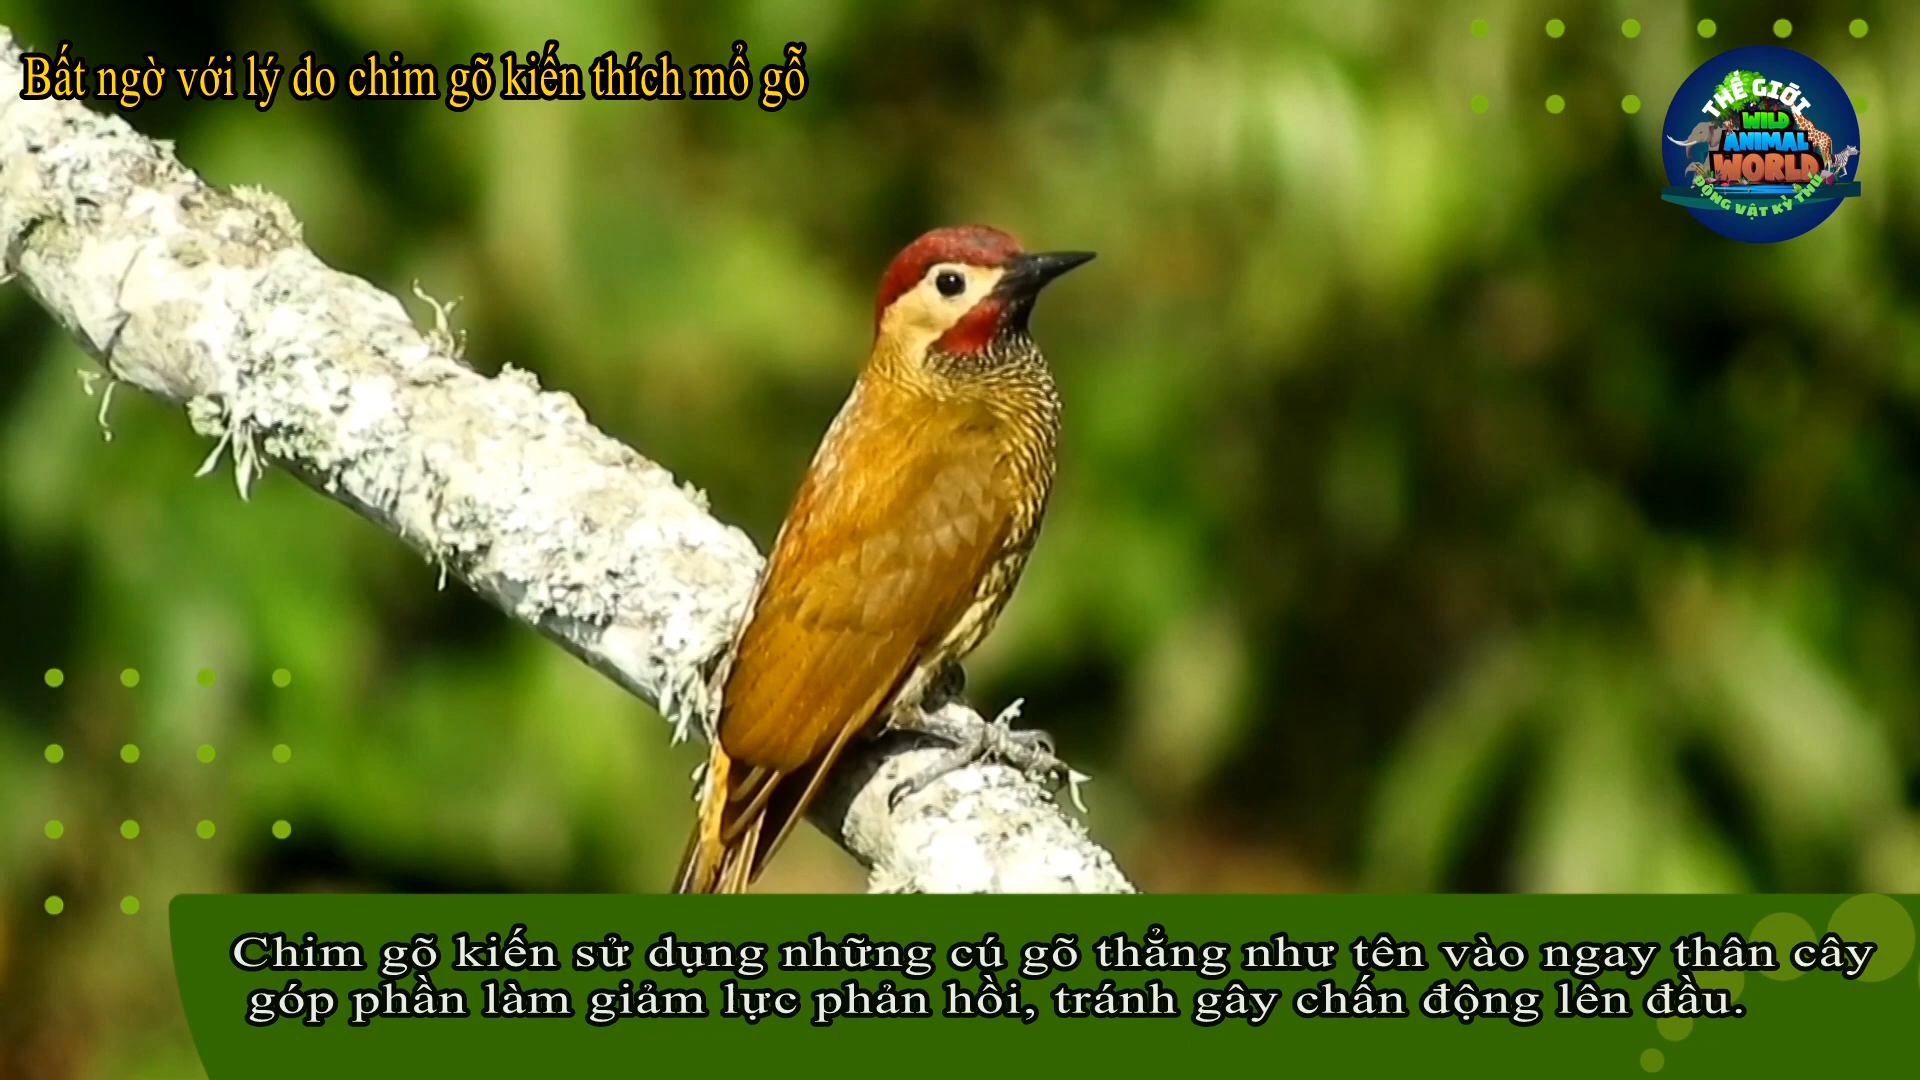 Bất ngờ với lý do chim gõ kiến thích mổ gỗ
THẾ GIỚI
WILD
ANIMAL
WORLD
ĐỘNG VẬT KỲ THÚ
Chim gõ kiến sử dụng những cú gõ thẳng như tên vào ngay thân cây
góp phần làm giảm lực phản hồi, tránh gây chấn động lên đầu.